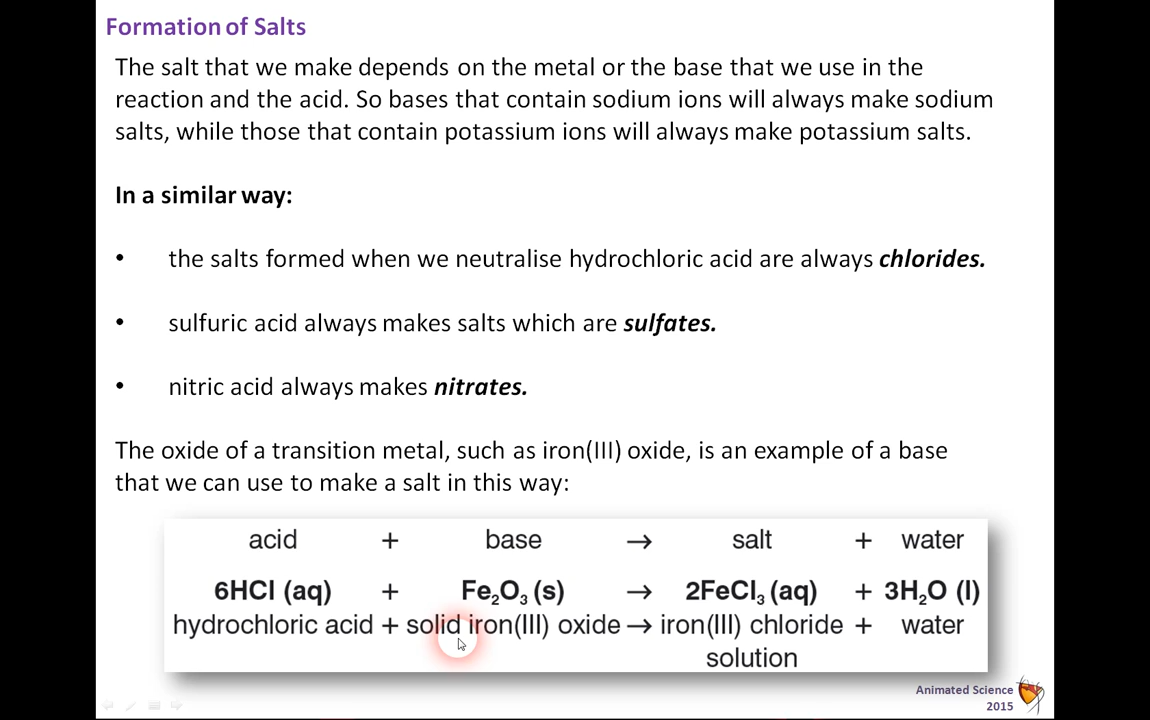 Formation of Salts
The salt that we make depends on the metal or the base that we use in the
reaction and the acid. So bases that contain sodium ions will always make sodium
salts, while those that contain potassium ions will always make potassium salts.
In a similar way:
• the salts formed when we neutralise hydrochloric acid are always chlorides.
• sulfuric acid always makes salts which are sulfates.
• nitric acid always makes nitrates.
The oxide of a transition metal, such as iron(III) oxide, is an example of a base
that we can use to make a salt in this way:
acid + base → salt + water
6HCl (aq) + Fe₂O₃ (s) → 2FeCl₃ (aq) + 3H₂O (l)
hydrochloric acid + solid iron(III) oxide → iron(III) chloride + water
solution
Animated Science
2015